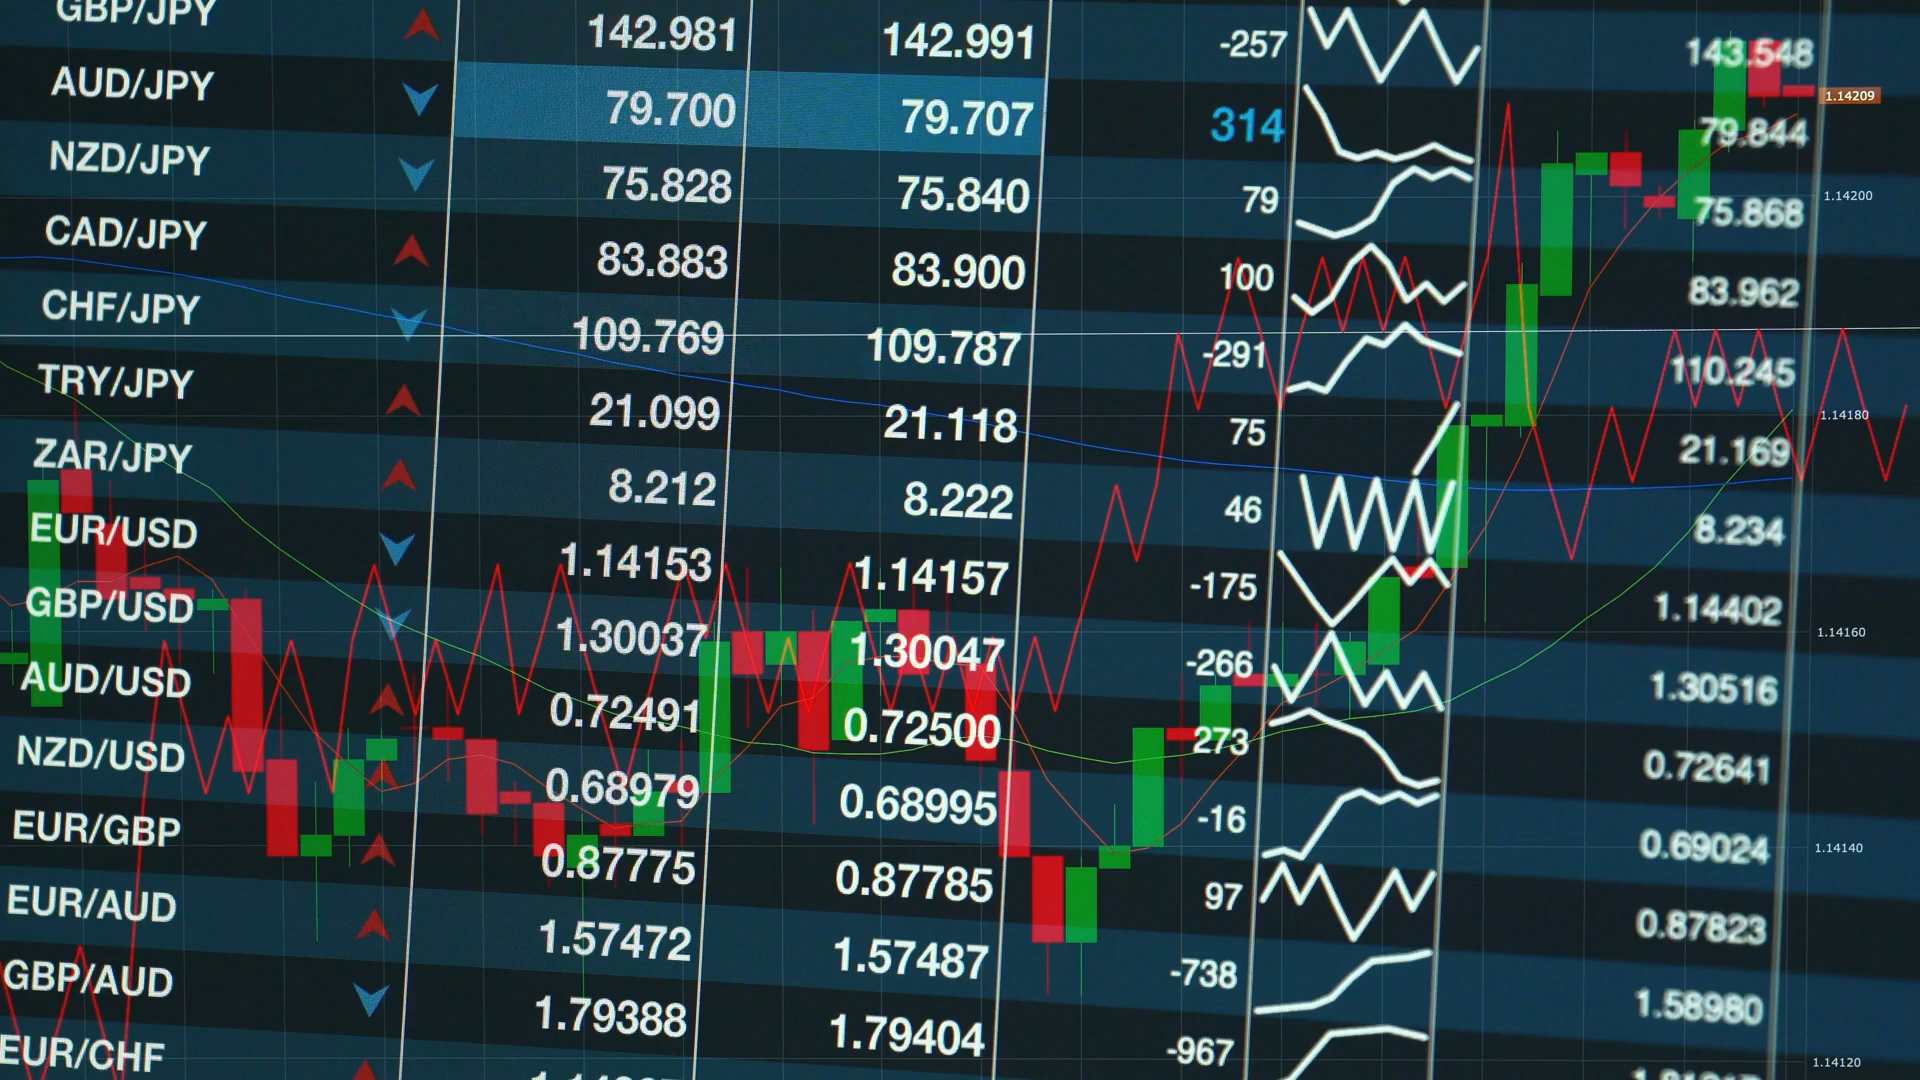 GBP/JPY 142.981 142.991 -257 143.548
AUD/JPY 79.700 79.707 314 79.844
NZD/JPY 75.828 75.840 79 75.868
CAD/JPY 83.883 83.900 100 83.962
CHF/JPY 109.769 109.787 -291 110.245
TRY/JPY 21.099 21.118 75 21.169
ZAR/JPY 8.212 8.222 46 8.234
EUR/USD 1.14153 1.14157 -175 1.14402
GBP/USD 1.30037 1.30047 -266 1.30516
AUD/USD 0.72491 0.72500 273 0.72641
NZD/USD 0.68979 0.68995 -16 0.69024
EUR/GBP 0.87775 0.87785 97 0.87823
EUR/AUD 1.57472 1.57487 -738 1.58980
GBP/AUD 1.79388 1.79404 -967
EUR/CHF
1.14209
1.14200
1.14180
1.14160
1.14140
1.14120